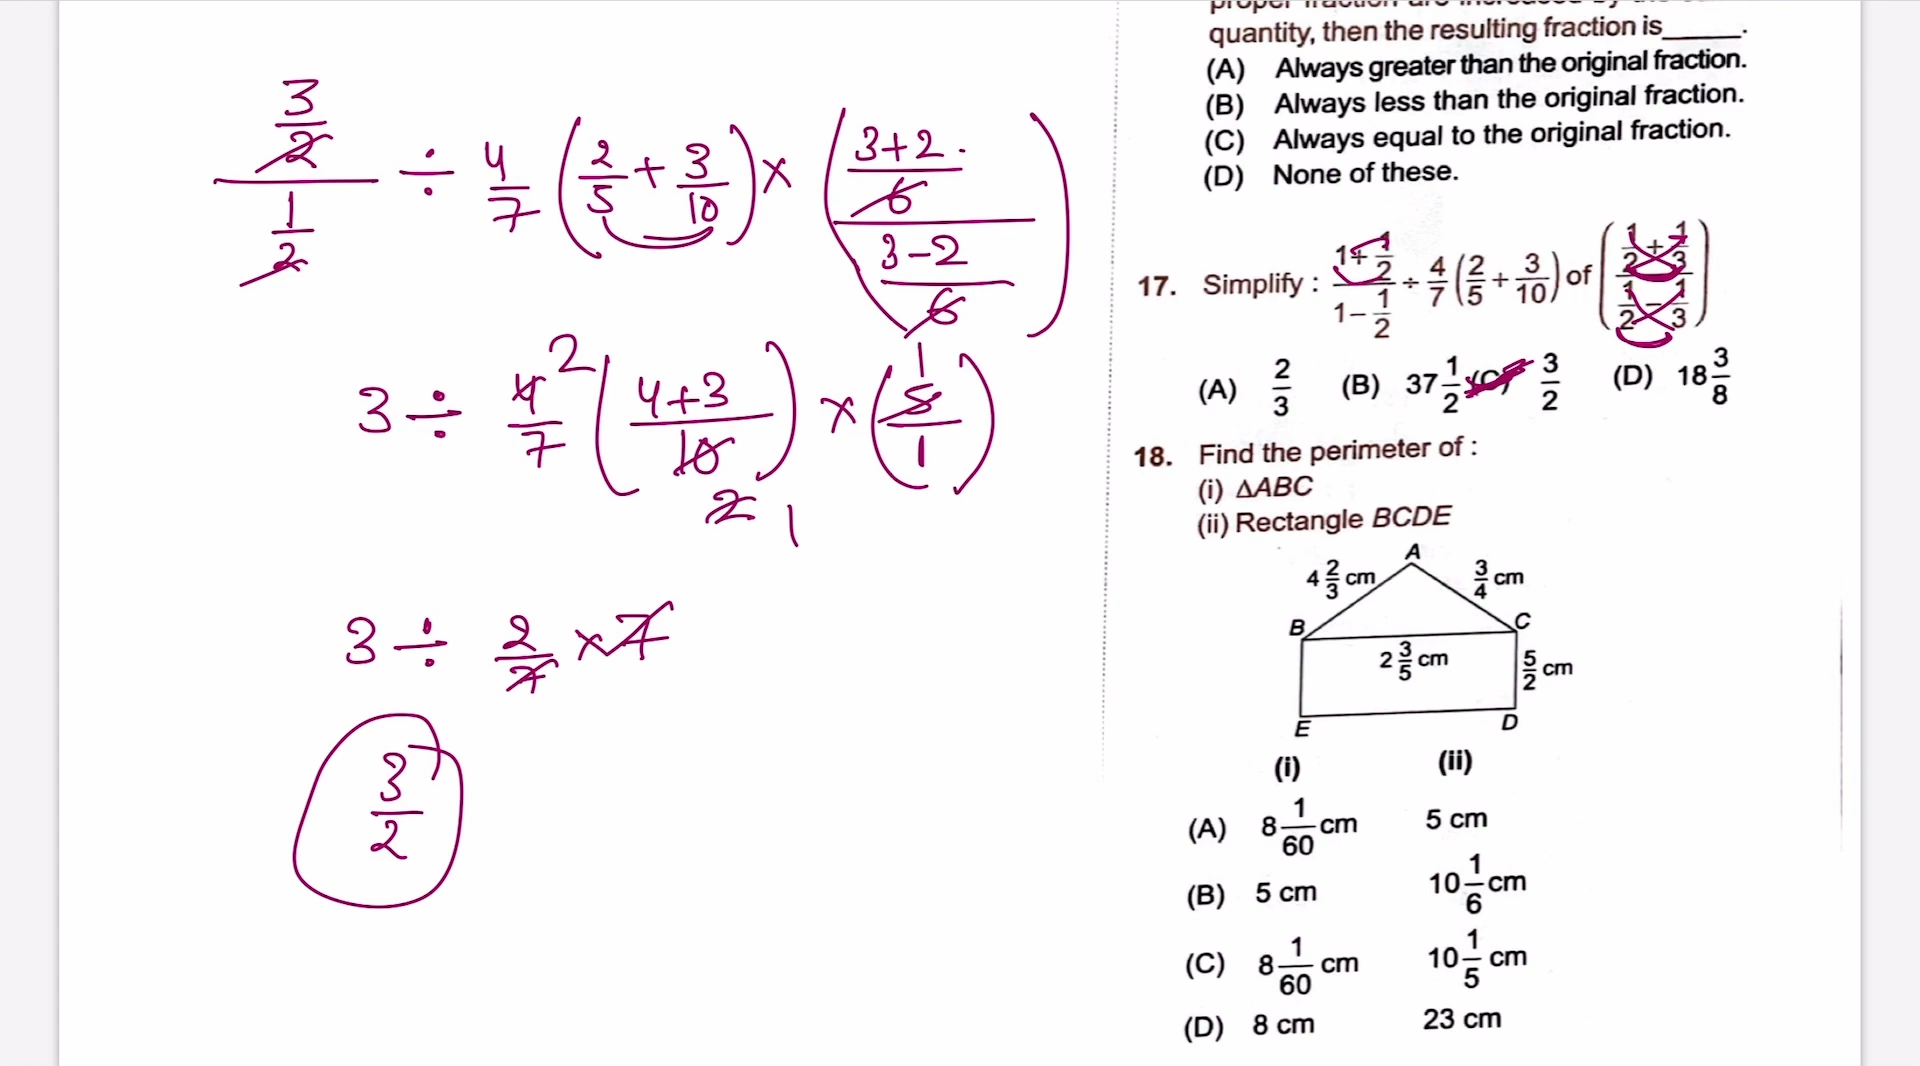 quantity, then the resulting fraction is_____.
(A) Always greater than the original fraction.
(B) Always less than the original fraction.
(C) Always equal to the original fraction.
(D) None of these.
17. Simplify : (1+1/2)/(1−1/2) ÷ 4/7 (2/5 + 3/10) of ((1/2 + 1/3)/(1/2 − 1/3))
(A) 2/3 (B) 37 1/2 (C) 3/2 (D) 18 3/8
18. Find the perimeter of :
(i) ΔABC
(ii) Rectangle BCDE
A
4 2/3 cm 3/4 cm
B C
2 3/5 cm 5/2 cm
E D
(i) (ii)
(A) 8 1/60 cm 5 cm
(B) 5 cm 10 1/6 cm
(C) 8 1/60 cm 10 1/5 cm
(D) 8 cm 23 cm
(3/2)/(1/2) ÷ 4/7 (2/5 + 3/10) × (((3+2)/6)/((3−2)/6))
3 ÷ 4/7 ((4+3)/10) × (5/1)
2 1 2 1
3 ÷ 2/7 × 7
3/2